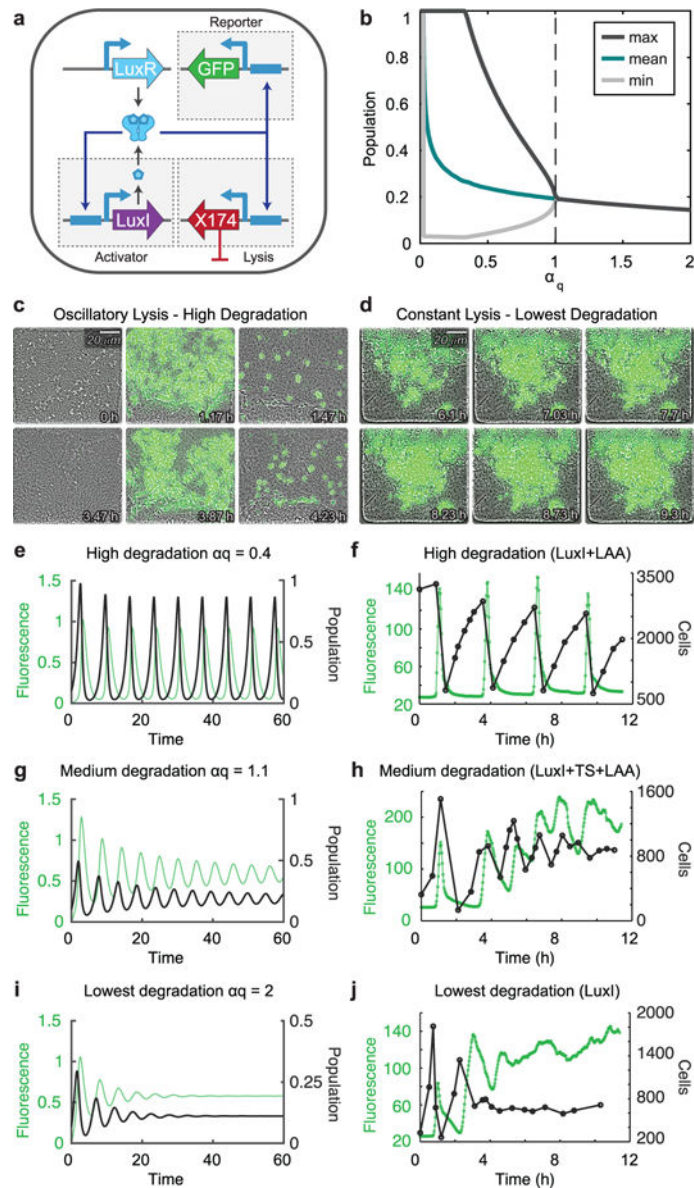 a
Reporter
LuxR
GFP
LuxI
X174
Activator
Lysis
b
Population
1
0.8
0.6
0.4
0.2
0
max
mean
min
0 0.5 1 1.5 2
α_q
c Oscillatory Lysis - High Degradation
20 μm
0 h
1.17 h
1.47 h
3.47 h
3.87 h
4.23 h
d Constant Lysis - Lowest Degradation
20 μm
6.1 h
7.03 h
7.7 h
8.23 h
8.73 h
9.3 h
e High degradation αq = 0.4
Fluorescence
1.5
1
0.5
0
Population
1
0.5
0
0 20 40 60
Time
f High degradation (LuxI+LAA)
Fluorescence
140
100
60
20
Cells
3500
2000
500
0 4 8 12
Time (h)
g Medium degradation αq = 1.1
Fluorescence
1.5
1
0.5
0
Population
1
0.5
0
0 20 40 60
Time
h Medium degradation (LuxI+TS+LAA)
Fluorescence
200
150
100
50
0
Cells
1600
1200
800
400
0
0 4 8 12
Time (h)
i Lowest degradation αq = 2
Fluorescence
1.5
1
0.5
0
Population
0.5
0.25
0
0 20 40 60
Time
j Lowest degradation (LuxI)
Fluorescence
140
100
60
20
Cells
1800
1400
1000
600
200
0 4 8 12
Time (h)